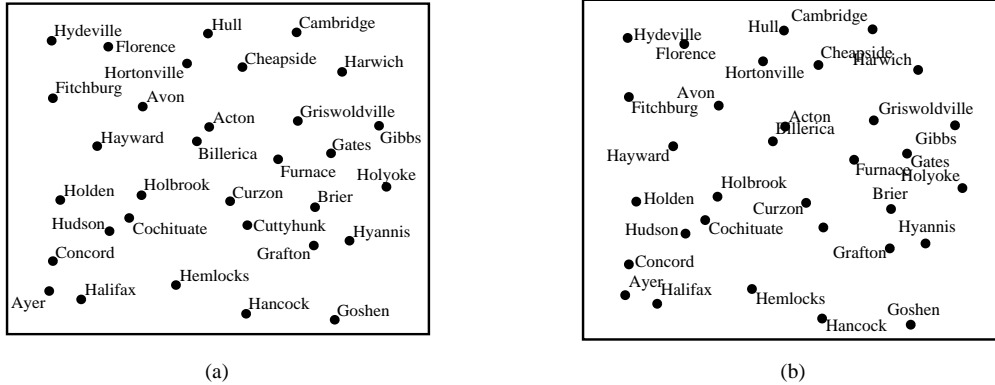 Hydeville
Florence
Hull
Cambridge
Hortonville
Cheapside
Harwich
Fitchburg
Avon
Acton
Griswoldville
Gibbs
Hayward
Billerica
Gates
Furnace
Holyoke
Holden
Holbrook
Curzon
Brier
Hudson
Cochituate
Cuttyhunk
Hyannis
Grafton
Concord
Ayer
Halifax
Hemlocks
Hancock
Goshen
(a)
Cambridge
Hull
Hydeville
Florence
Cheapside
Harwich
Hortonville
Avon
Fitchburg
Griswoldville
Acton
Billerica
Gibbs
Hayward
Gates
Furnace
Holyoke
Holbrook
Brier
Holden
Curzon
Hudson
Cochituate
Hyannis
Grafton
Concord
Ayer
Halifax
Hemlocks
Goshen
Hancock
(b)